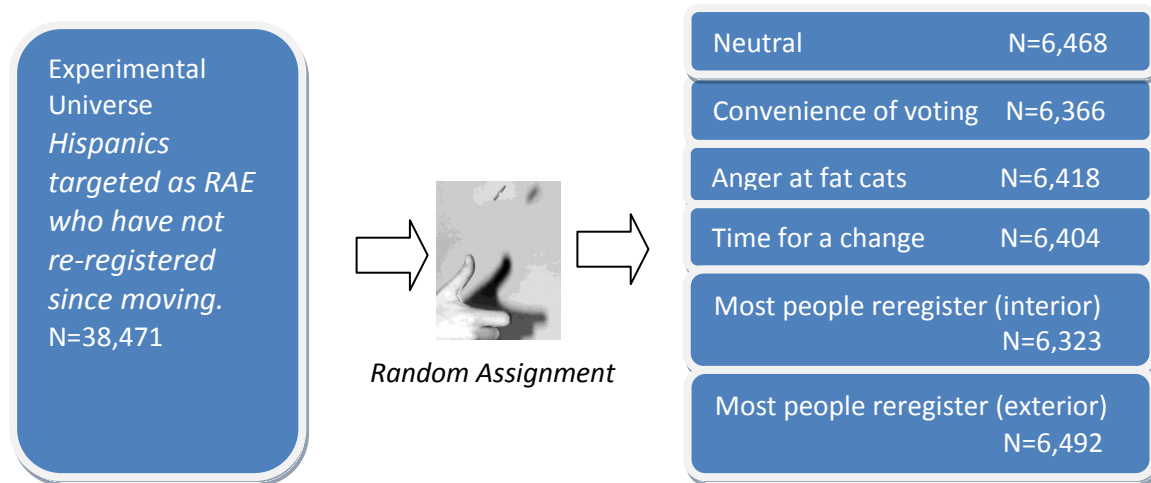 Experimental
Universe
Hispanics
targeted as RAE
who have not
re-registered
since moving.
N=38,471
Random Assignment
Neutral N=6,468
Convenience of voting N=6,366
Anger at fat cats N=6,418
Time for a change N=6,404
Most people reregister (interior)
N=6,323
Most people reregister (exterior)
N=6,492